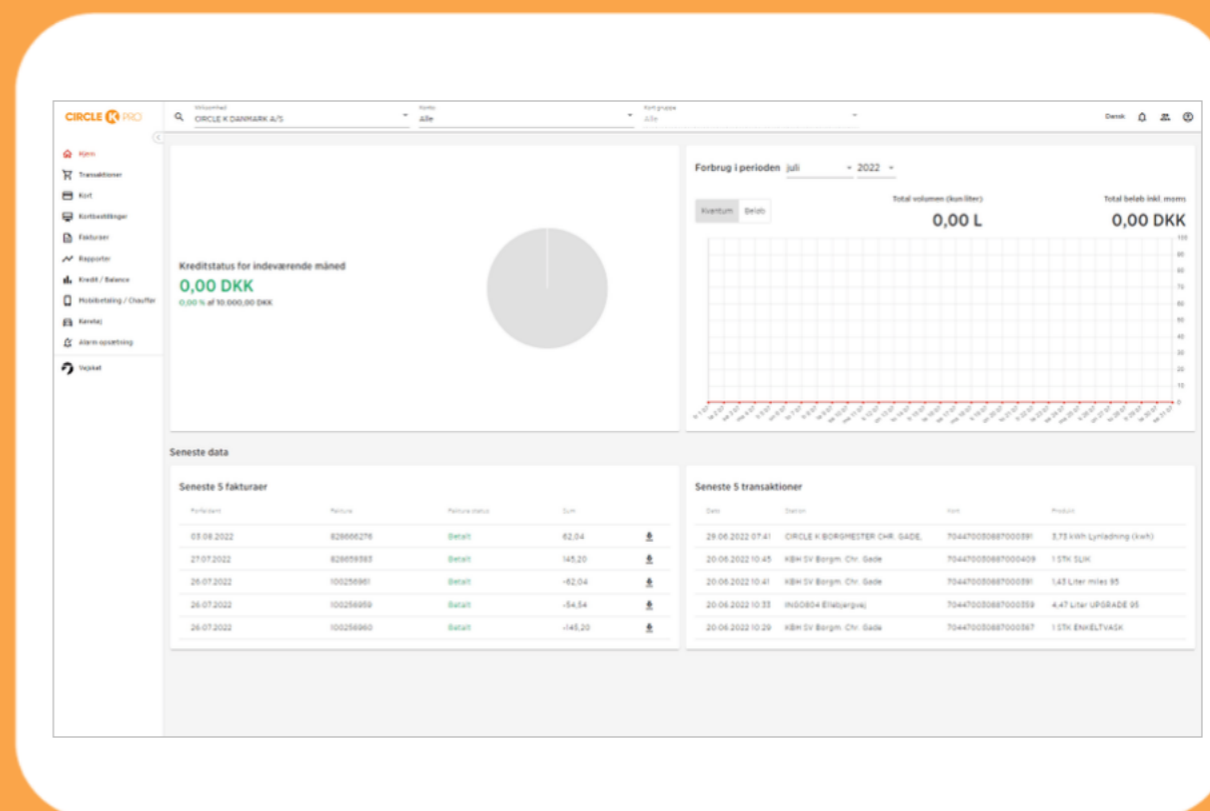 CIRCLE K PRO
Virksomhed
CIRCLE K DANMARK A/S
Konto
Alle
Kort gruppe
Alle
Dansk
Hjem
Transaktioner
Kort
Kortbestillinger
Fakturaer
Rapporter
Kredit / Balance
Mobilbetaling / Chauffør
Køretøj
Alarm opsætning
Vejskat
Kreditstatus for indeværende måned
0,00 DKK
0,00 % af 10.000,00 DKK
Forbrug i perioden juli 2022
Kvantum Beløb
Total volumen (kun liter)
0,00 L
Total beløb inkl. moms
0,00 DKK
100
90
80
70
60
50
40
30
20
10
0
Seneste data
Seneste 5 fakturaer
Forfaldent Faktura Faktura status Sum
03.08.2022 828666276 Betalt 62,04
27.07.2022 828659383 Betalt 145,20
26.07.2022 100256961 Betalt -62,04
26.07.2022 100256959 Betalt -54,54
26.07.2022 100256960 Betalt -145,20
Seneste 5 transaktioner
Dato Station Kort Produkt
29.06.2022 07:41 CIRCLE K BORGMESTER CHR. GADE, 704470030887000391 3,73 kWh Lynladning (kwh)
20.06.2022 10:45 KBH SV Borgm. Chr. Gade 704470030887000409 1 STK SLIK
20.06.2022 10:41 KBH SV Borgm. Chr. Gade 704470030887000391 1,43 Liter miles 95
20.06.2022 10:33 INGO804 Ellebjergvej 704470030887000359 4,47 Liter UPGRADE 95
20.06.2022 10:29 KBH SV Borgm. Chr. Gade 704470030887000367 1 STK ENKELTVASK